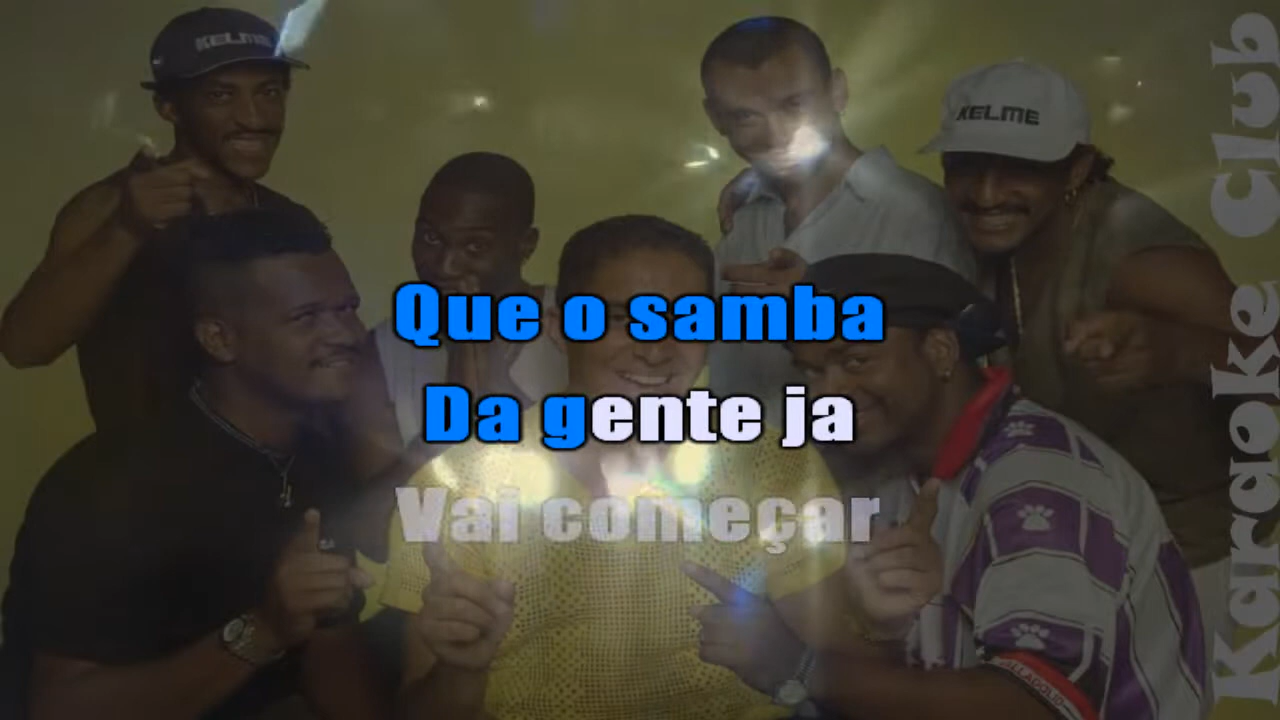 KELME
KELME
Que o samba
Da gente ja
Vai começar
Karaoke Club